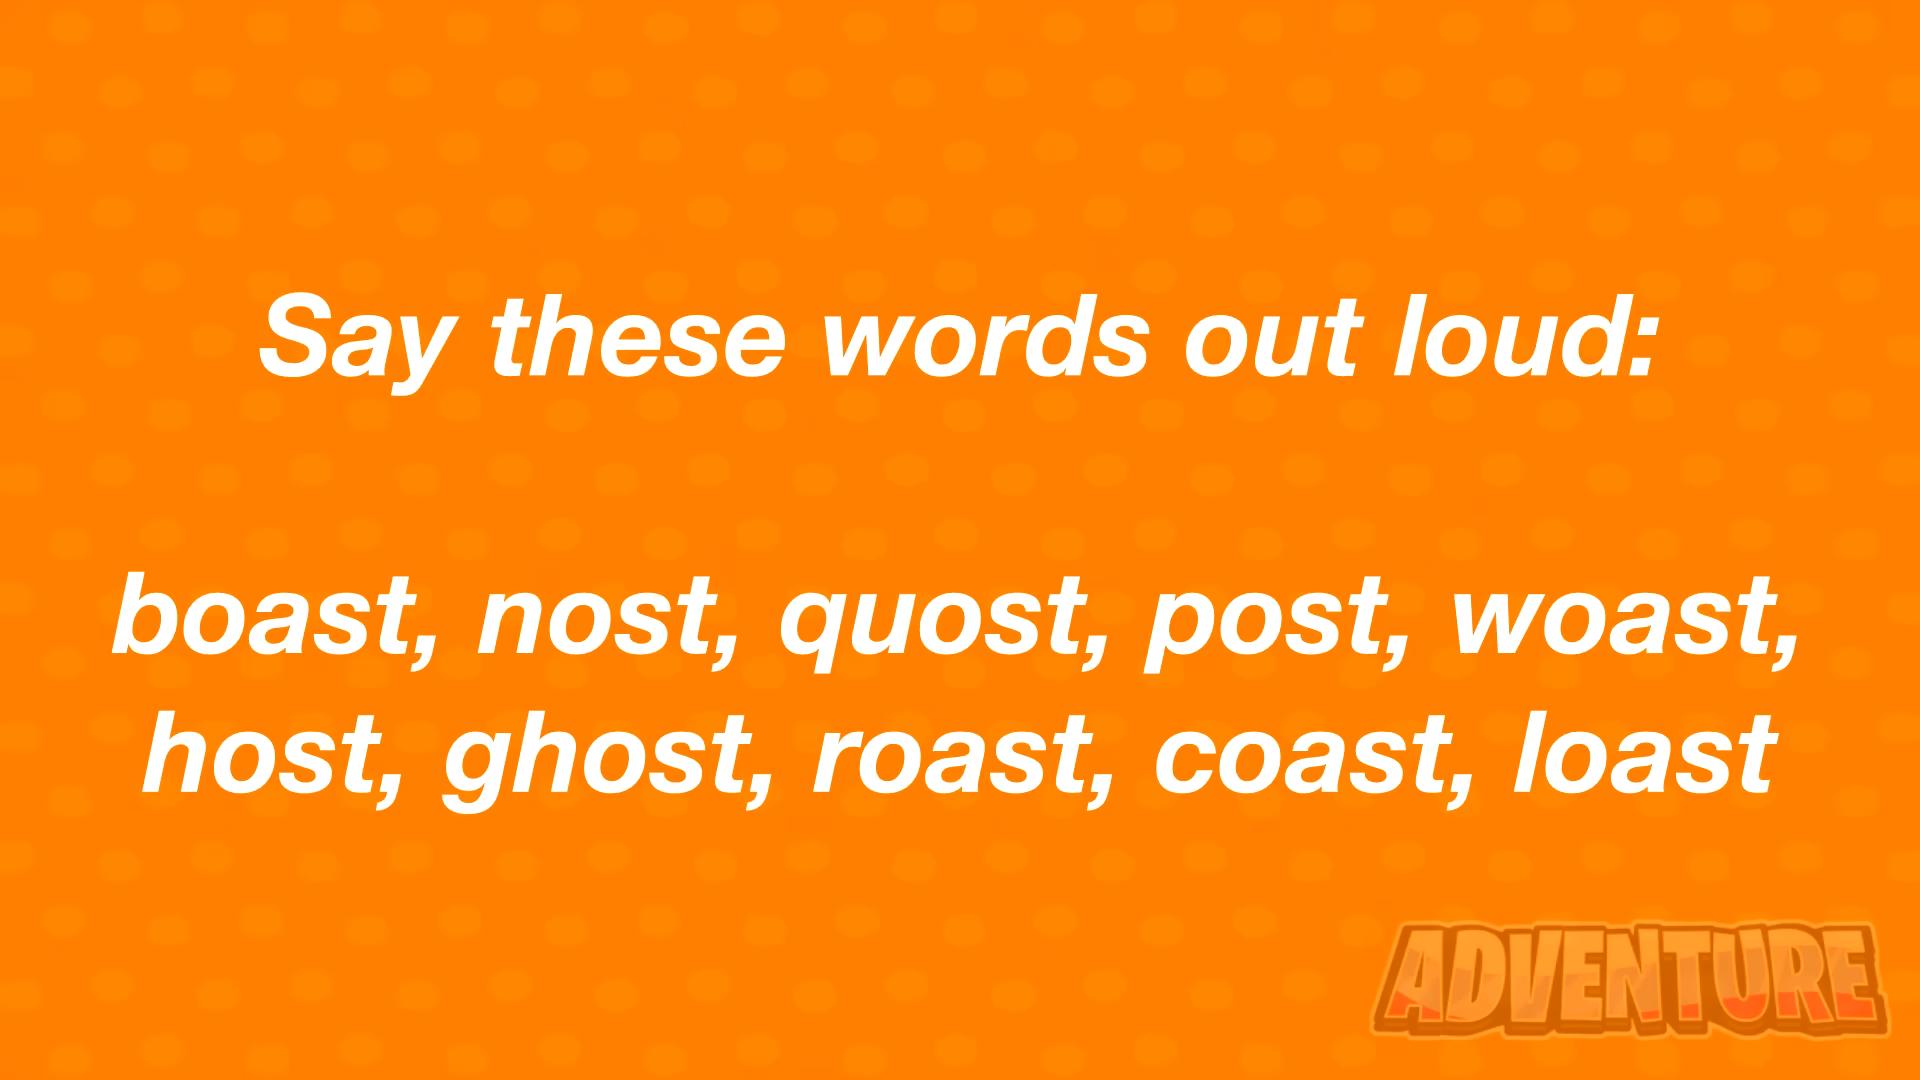 Say these words out loud:
boast, nost, quost, post, woast,
host, ghost, roast, coast, loast
ADVENTURE